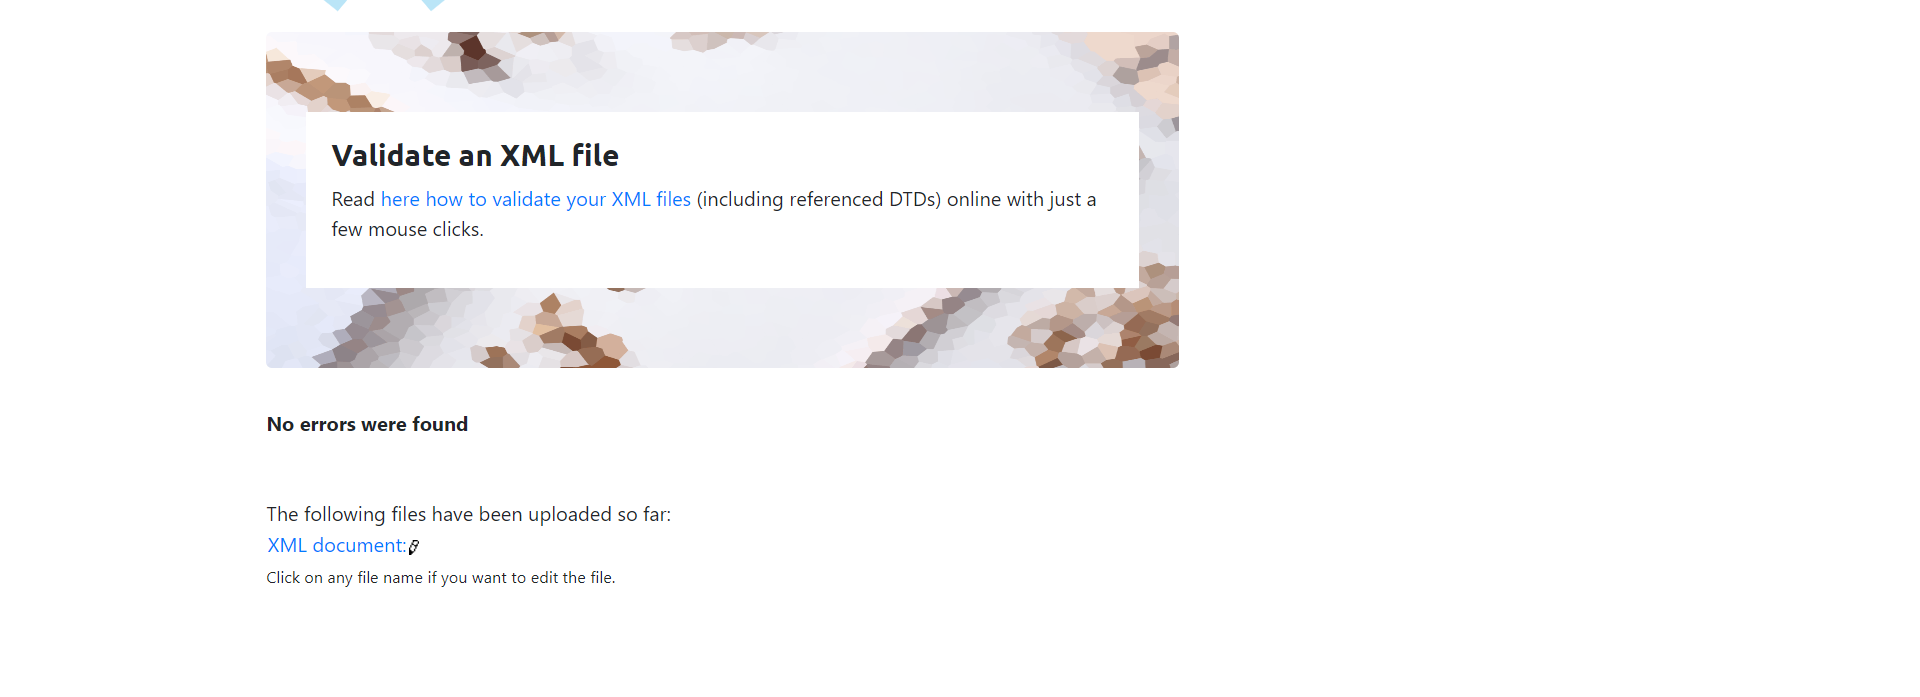 Validate an XML file
Read here how to validate your XML files (including referenced DTDs) online with just a
few mouse clicks.
No errors were found
The following files have been uploaded so far:
XML document:
Click on any file name if you want to edit the file.